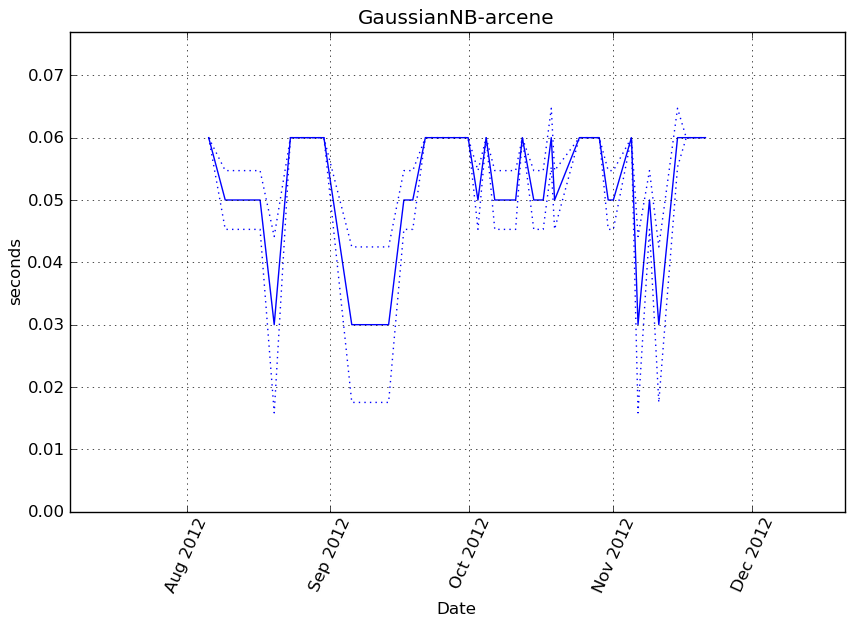 GaussianNB-arcene
0.07
0.06
0.05
0.04
0.03
0.02
0.01
0.00
seconds
Aug 2012
Sep 2012
Oct 2012
Nov 2012
Dec 2012
Date